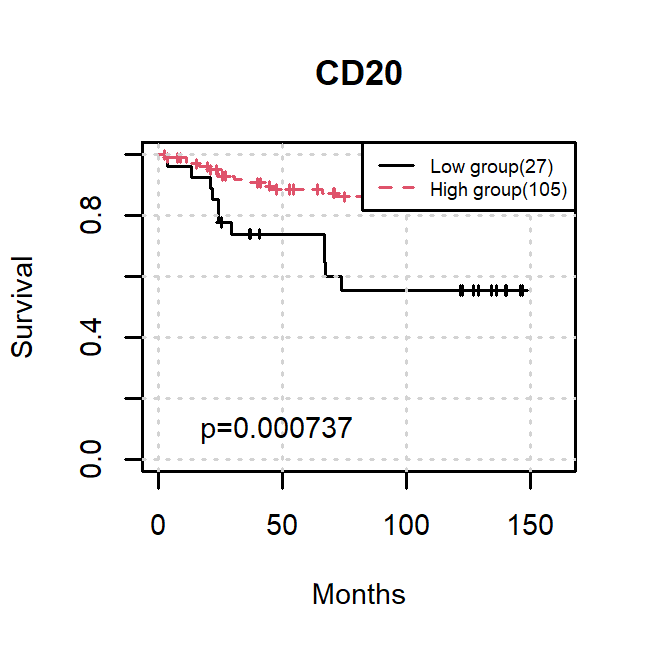 CD20
Low group(27)
High group(105)
Survival
0.8
0.4
0.0
p=0.000737
0 50 100 150
Months